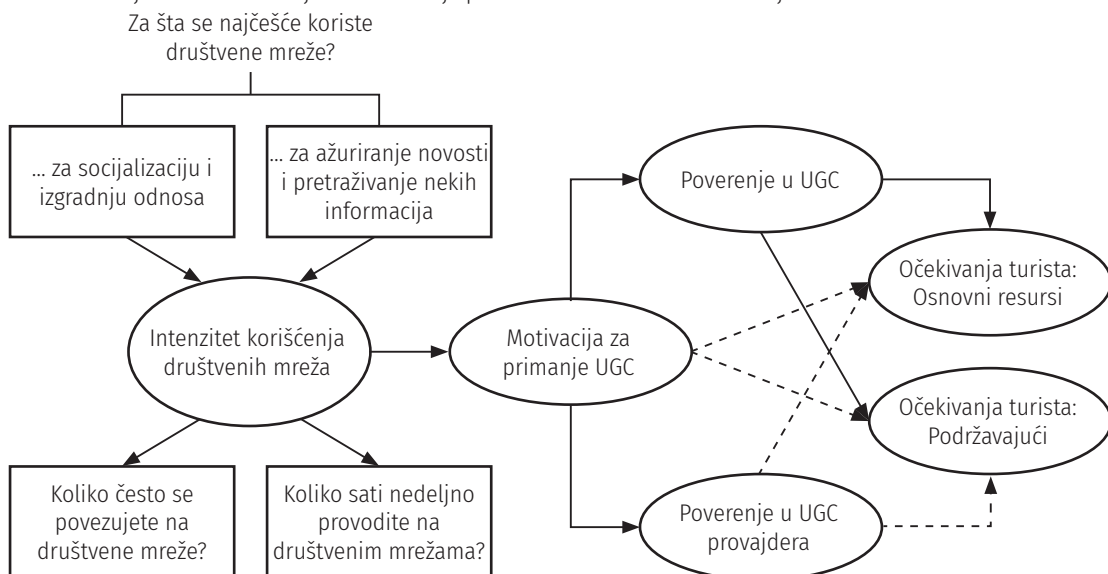 Za šta se najčešće koriste
društvene mreže?
... za socijalizaciju i
izgradnju odnosa
... za ažuriranje novosti
i pretraživanje nekih
informacija
Intenzitet korišćenja
društvenih mreža
Koliko često se
povezujete na
društvene mreže?
Koliko sati nedeljno
provodite na
društvenim mrežama?
Motivacija za
primanje UGC
Poverenje u UGC
Poverenje u UGC
provajdera
Očekivanja turista:
Osnovni resursi
Očekivanja turista:
Podržavajući